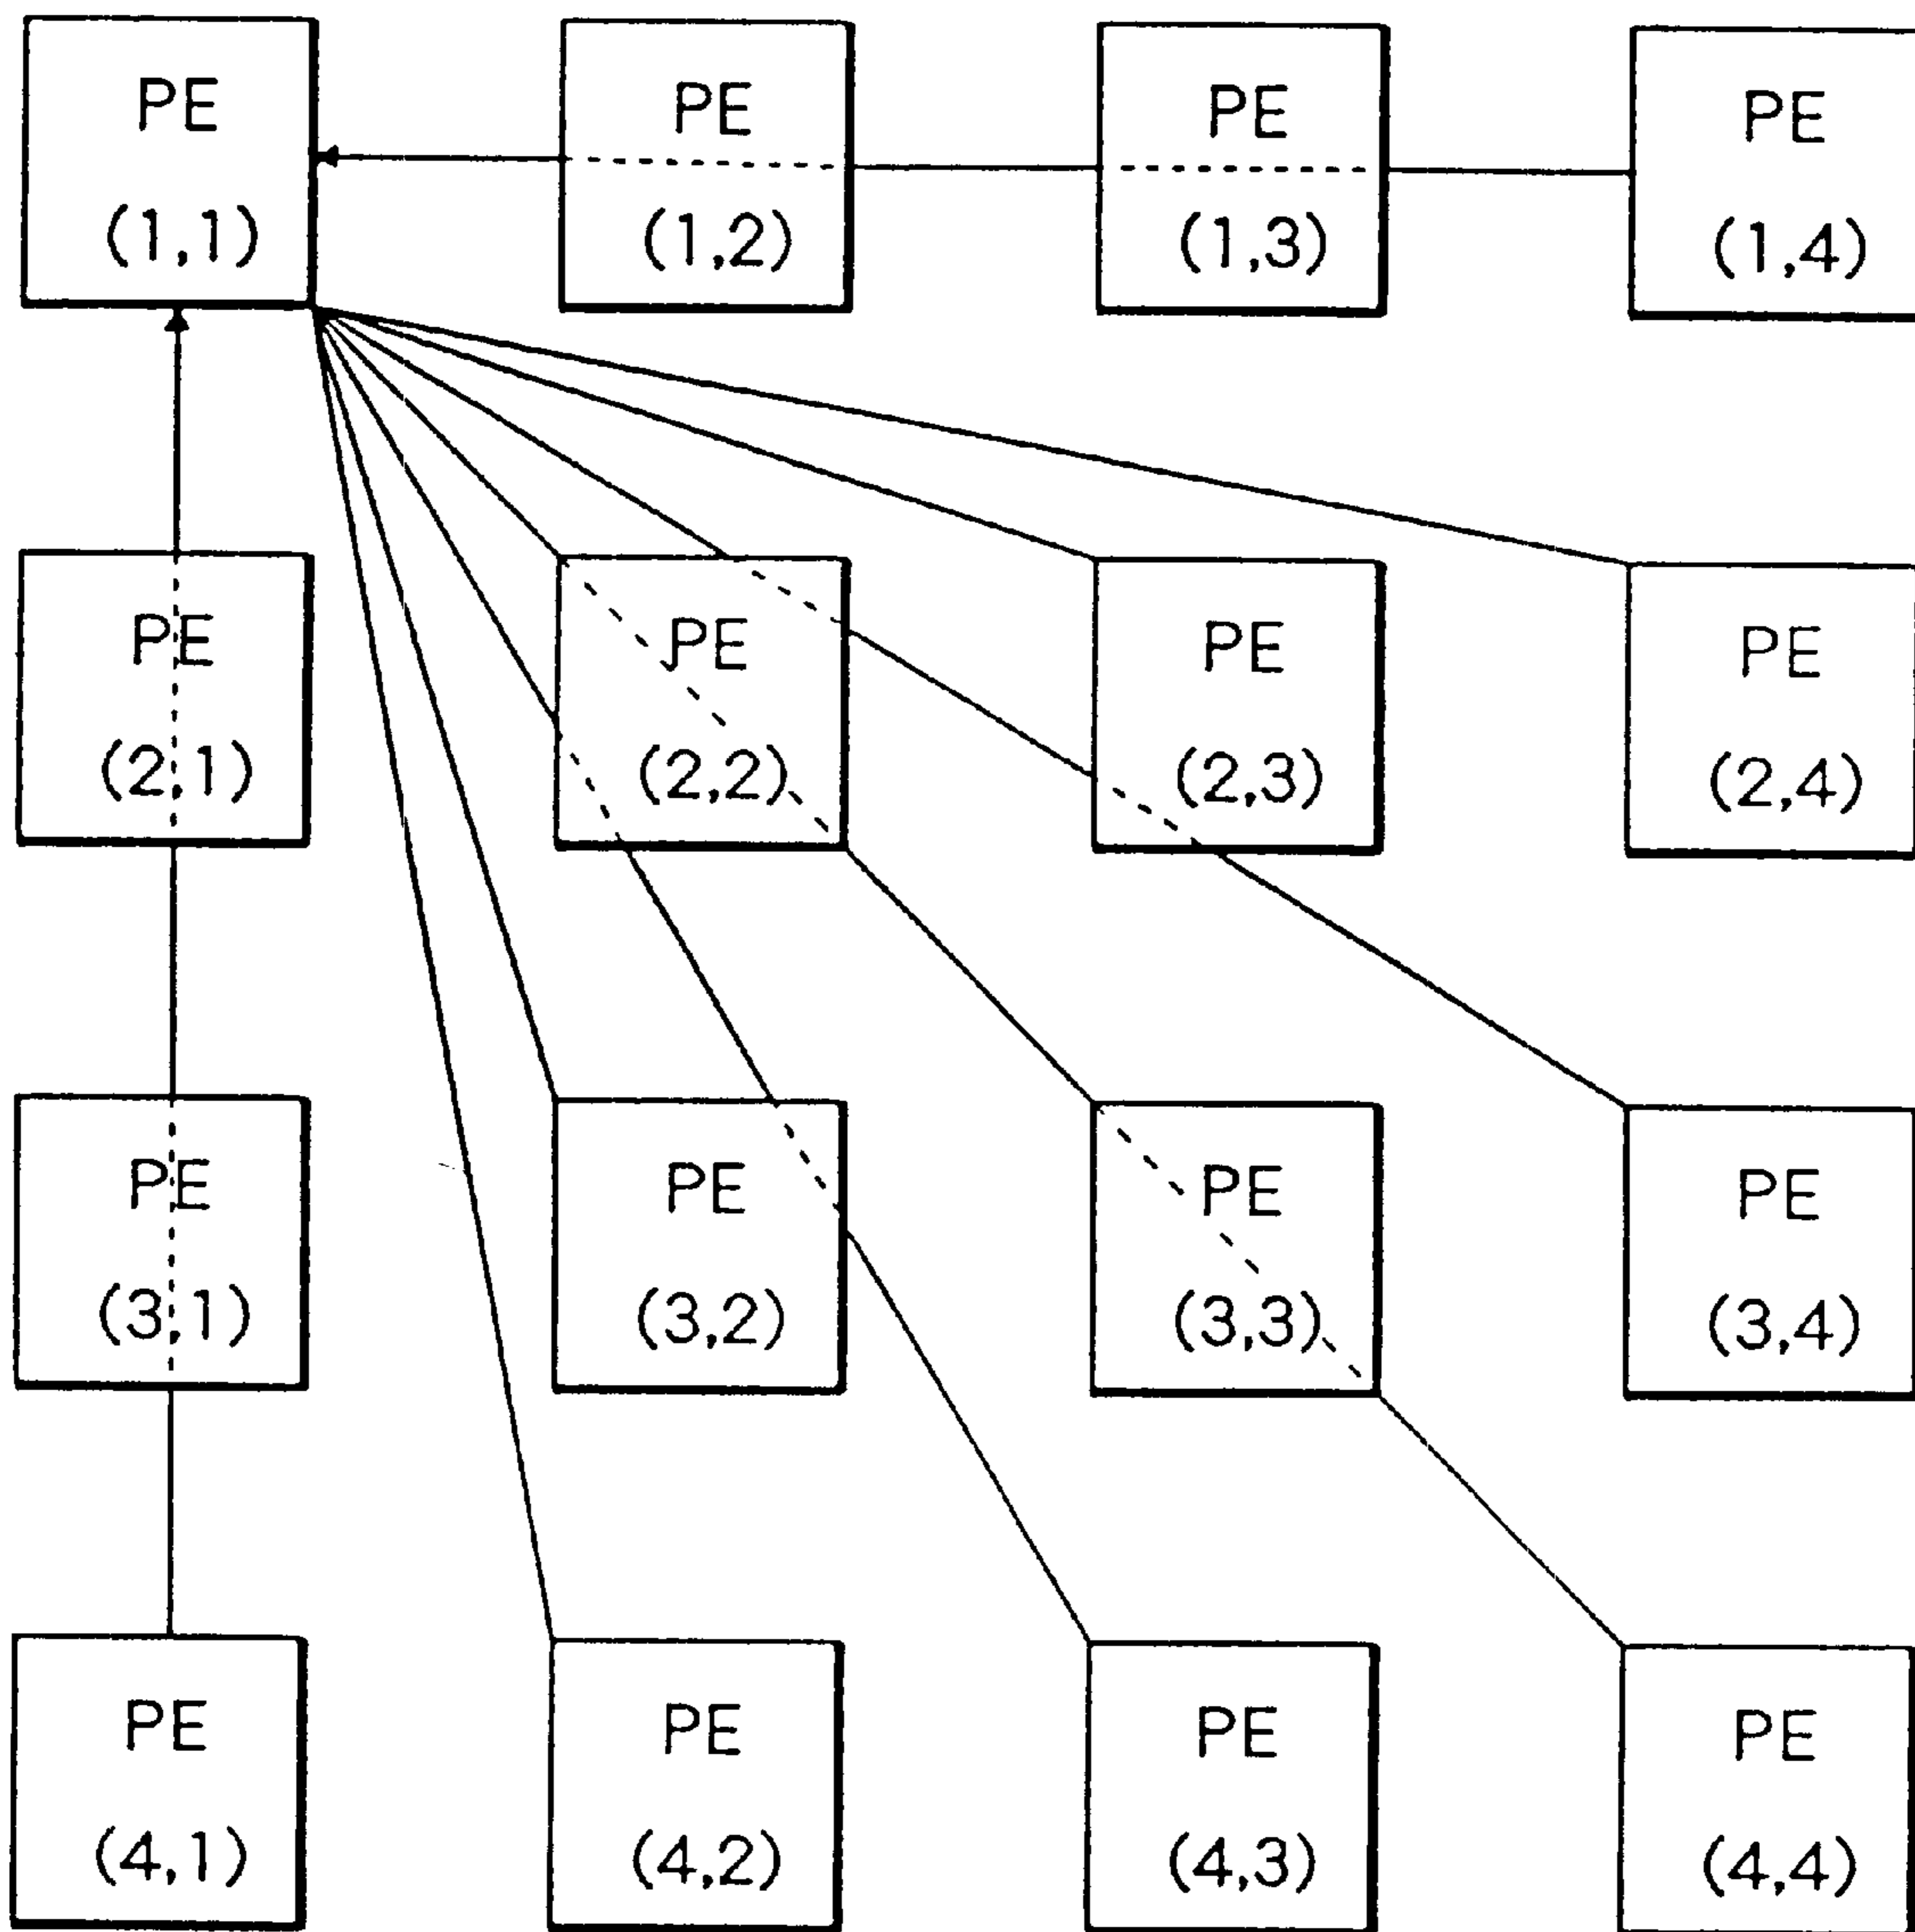 PE
(1,1)
PE
(1,2)
PE
(1,3)
PE
(1,4)
PE
(2,1)
PE
(2,2)
PE
(2,3)
PE
(2,4)
PE
(3,1)
PE
(3,2)
PE
(3,3)
PE
(3,4)
PE
(4,1)
PE
(4,2)
PE
(4,3)
PE
(4,4)